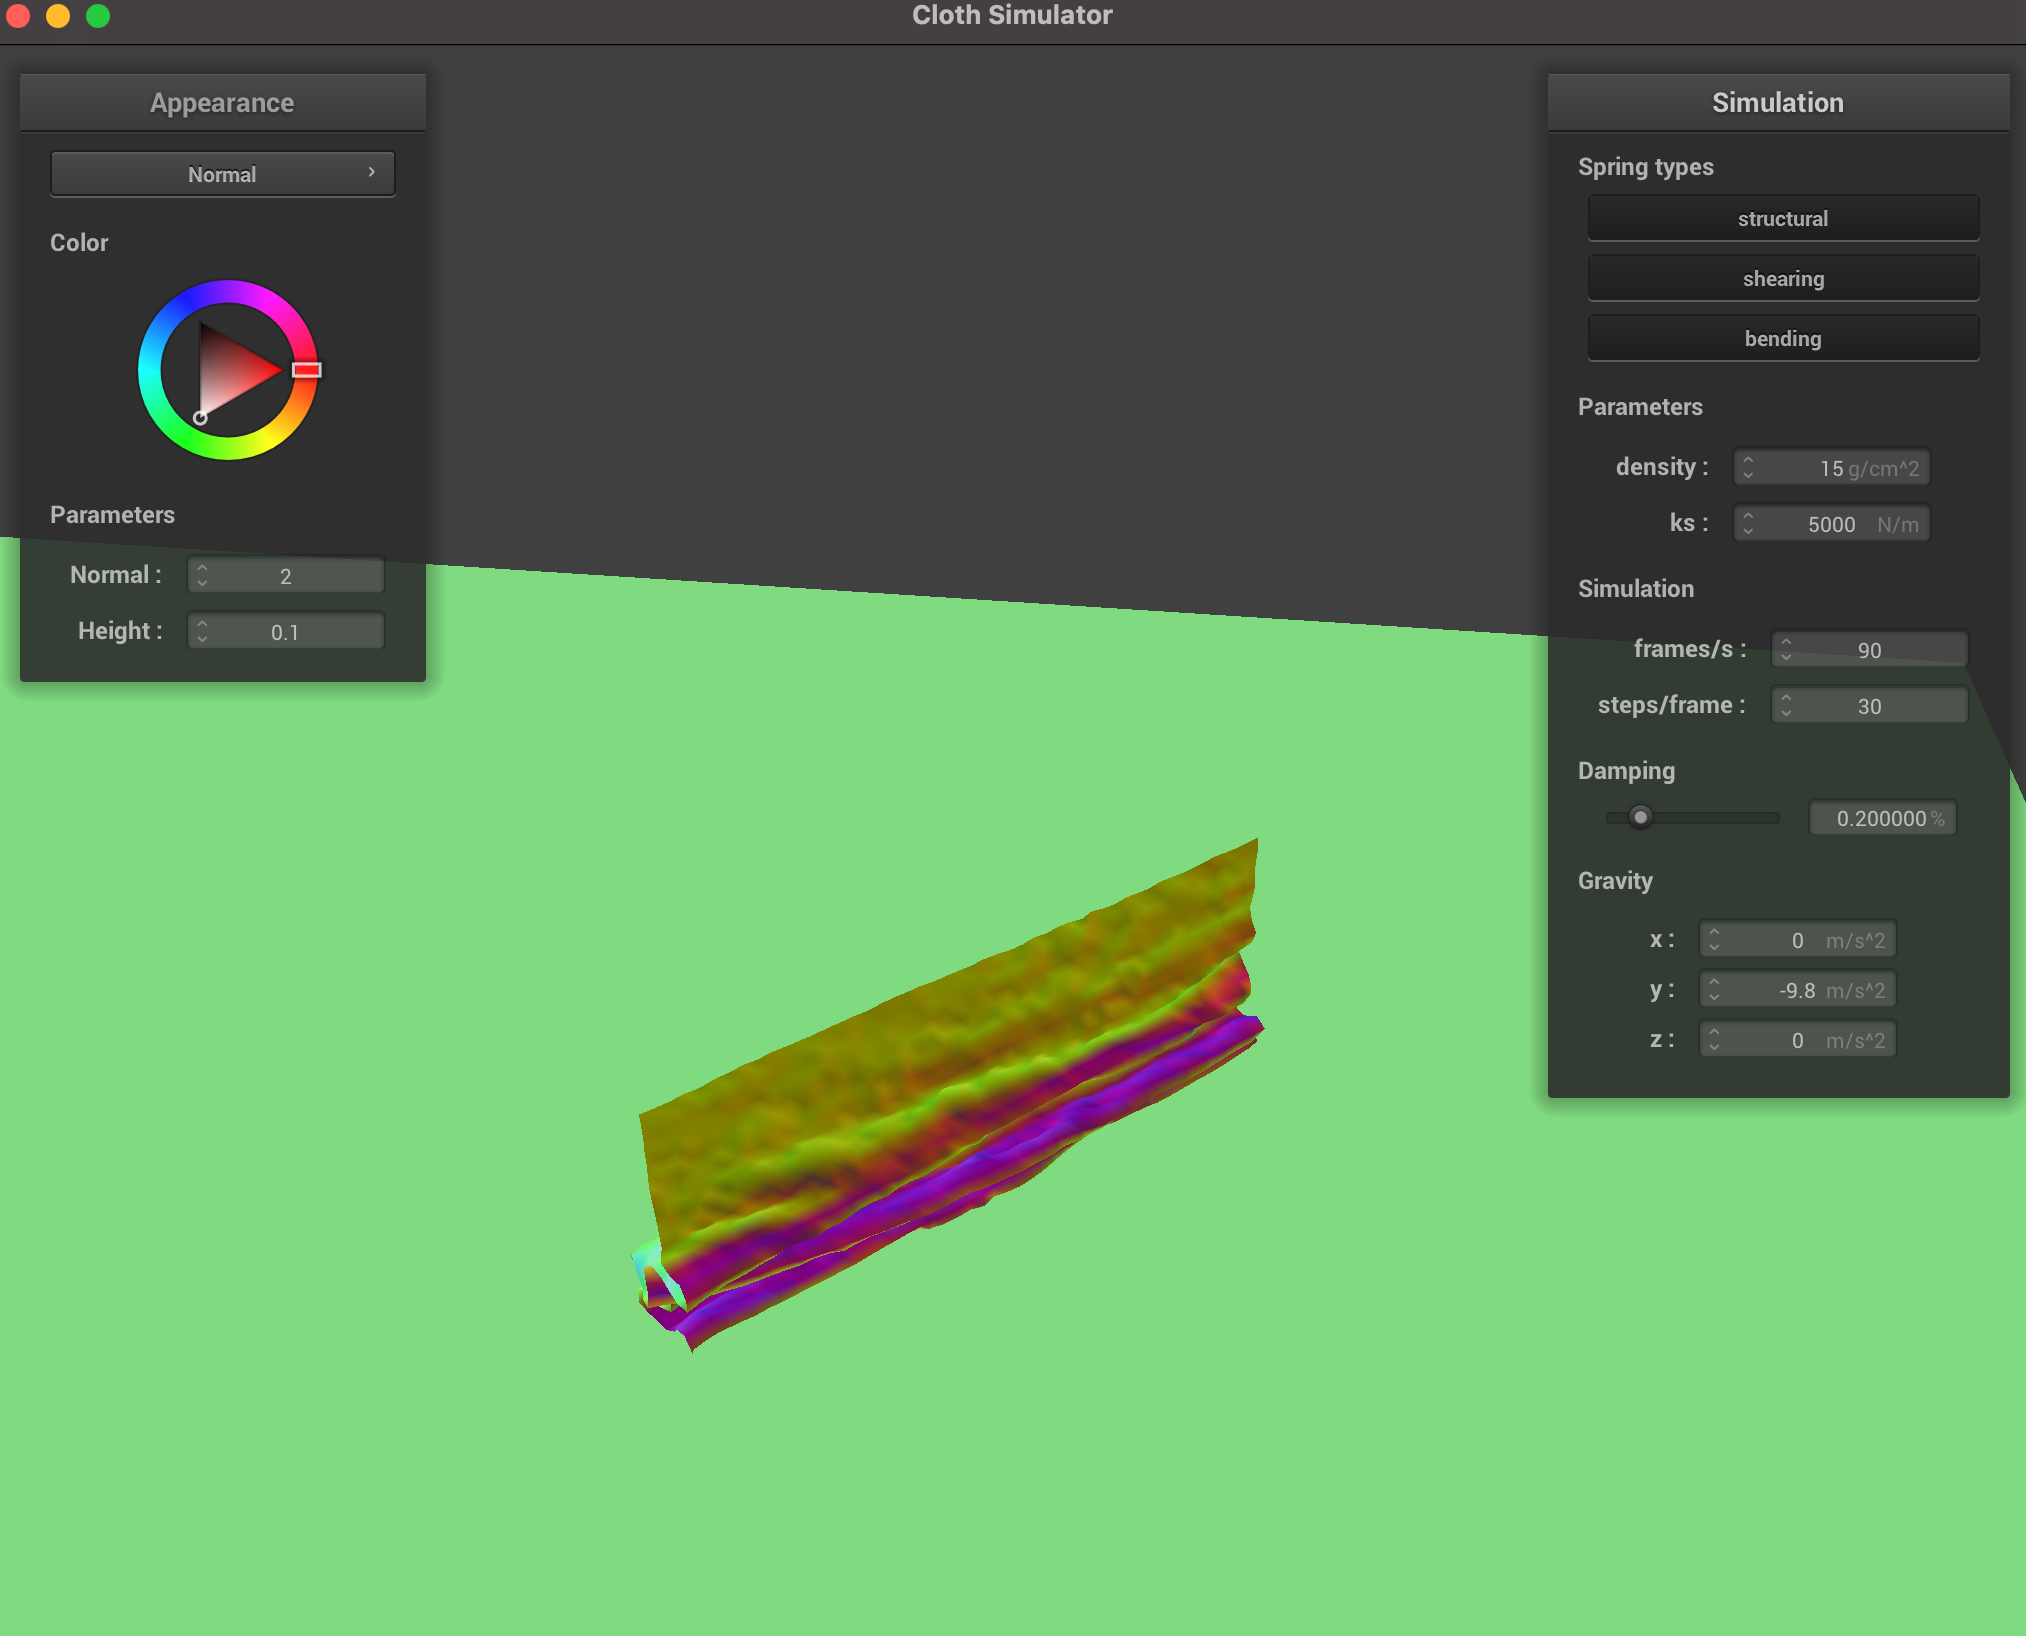 Cloth Simulator
Appearance
Normal
Color
Parameters
Normal : 2
Height : 0.1
Simulation
Spring types
structural
shearing
bending
Parameters
density : 15 g/cm^2
ks : 5000 N/m
Simulation
frames/s : 90
steps/frame : 30
Damping
0.200000 %
Gravity
x : 0 m/s^2
y : -9.8 m/s^2
z : 0 m/s^2